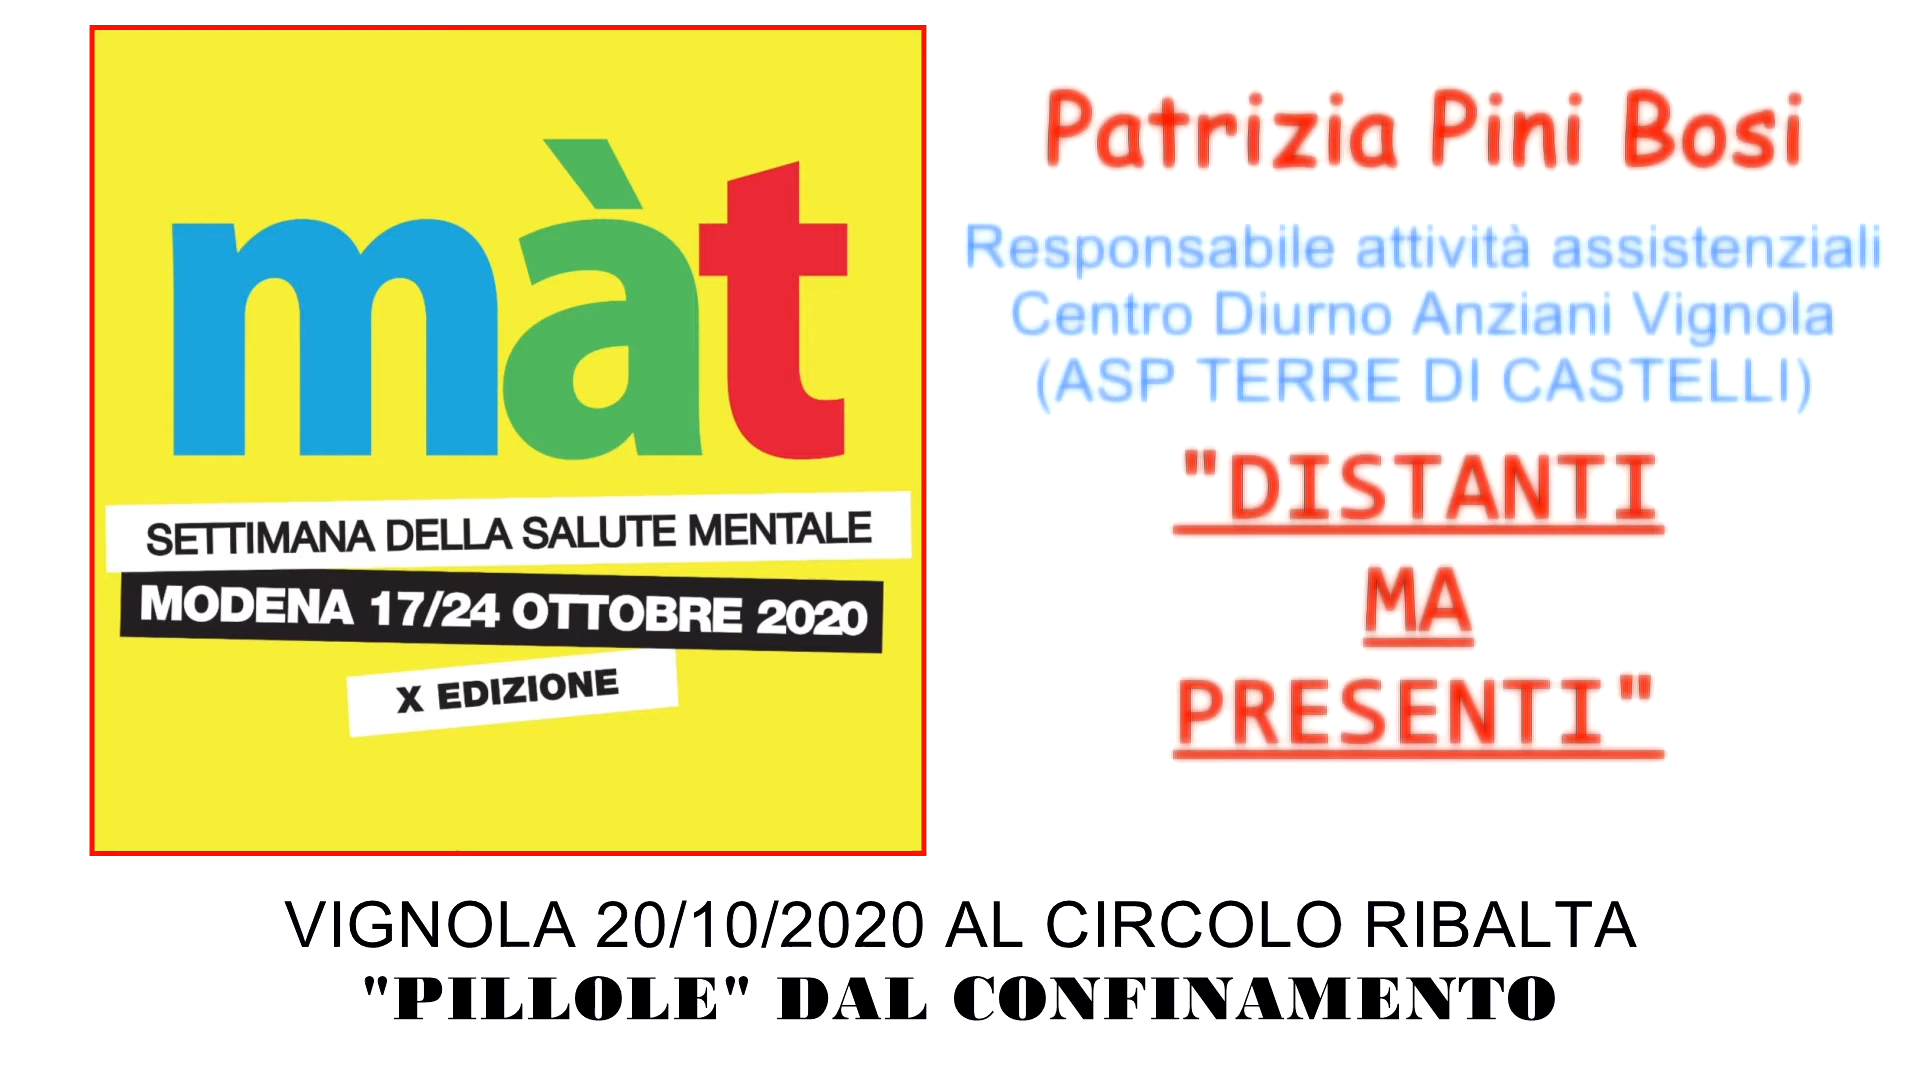 màt
SETTIMANA DELLA SALUTE MENTALE
MODENA 17/24 OTTOBRE 2020
X EDIZIONE
Patrizia Pini Bosi
Responsabile attività assistenziali
Centro Diurno Anziani Vignola
(ASP TERRE DI CASTELLI)
"DISTANTI
MA
PRESENTI"
VIGNOLA 20/10/2020 AL CIRCOLO RIBALTA
"PILLOLE" DAL CONFINAMENTO